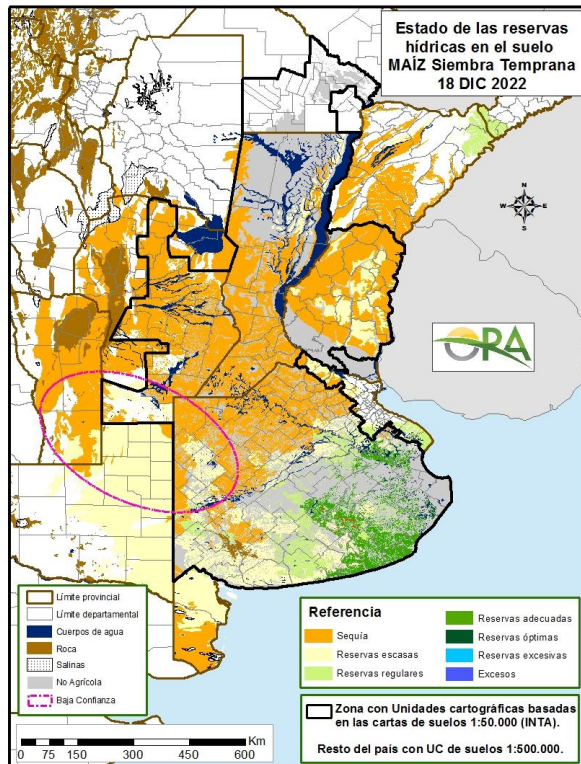 Estado de las reservas
hídricas en el suelo
MAÍZ Siembra Temprana
18 DIC 2022
N
W
E
S
ORA
Límite provincial
Límite departamental
Cuerpos de agua
Roca
Salinas
No Agrícola
Baja Confianza
Referencia
Sequía
Reservas escasas
Reservas regulares
Reservas adecuadas
Reservas óptimas
Reservas excesivas
Excesos
Zona con Unidades cartográficas basadas
en las cartas de suelos 1:50.000 (INTA).
Resto del país con UC de suelos 1:500.000.
Km
0 75 150 300 450 600